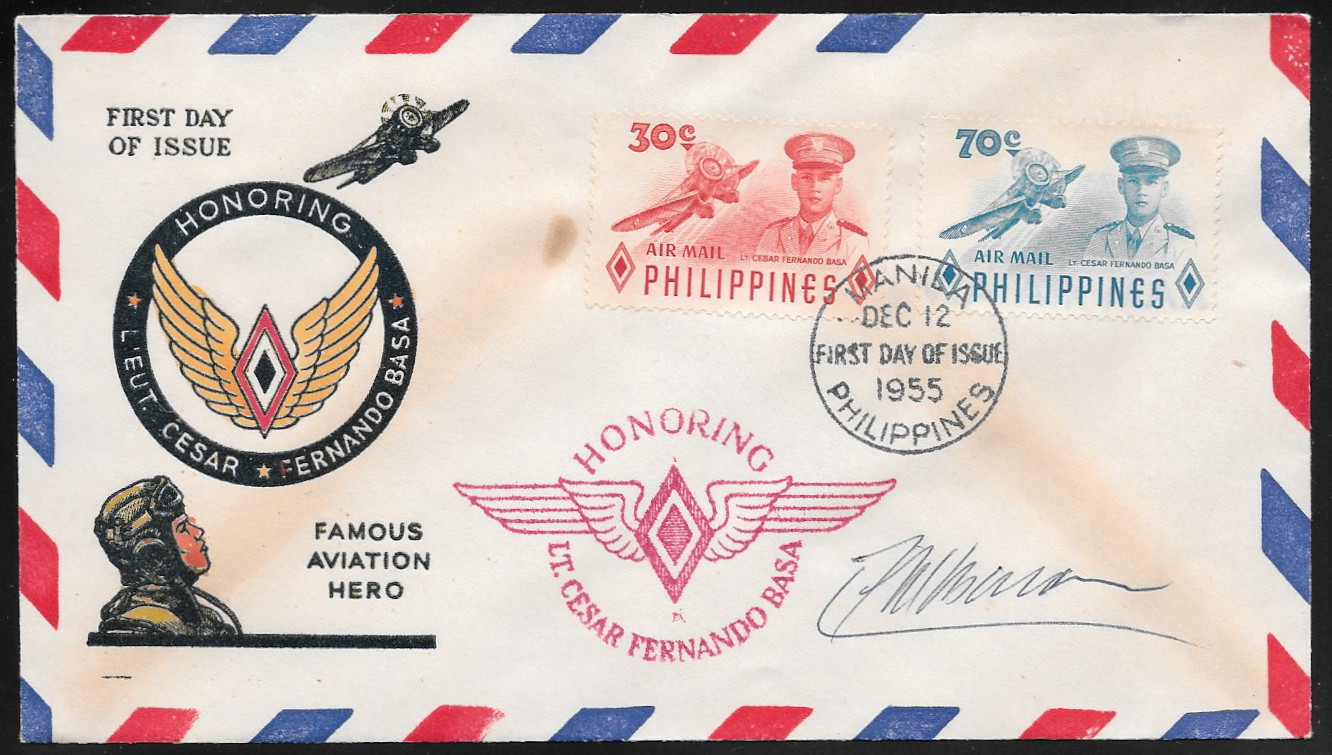 FIRST DAY
OF ISSUE
HONORING
L'EUT. CESAR FERNANDO BASA
FAMOUS
AVIATION
HERO
30c
AIR MAIL
LT. CESAR FERNANDO BASA
PHILIPPINES
70c
AIR MAIL
LT. CESAR FERNANDO BASA
PHILIPPINES
MANILA
DEC 12
FIRST DAY OF ISSUE
1955
PHILIPPINES
HONORING
LT. CESAR FERNANDO BASA